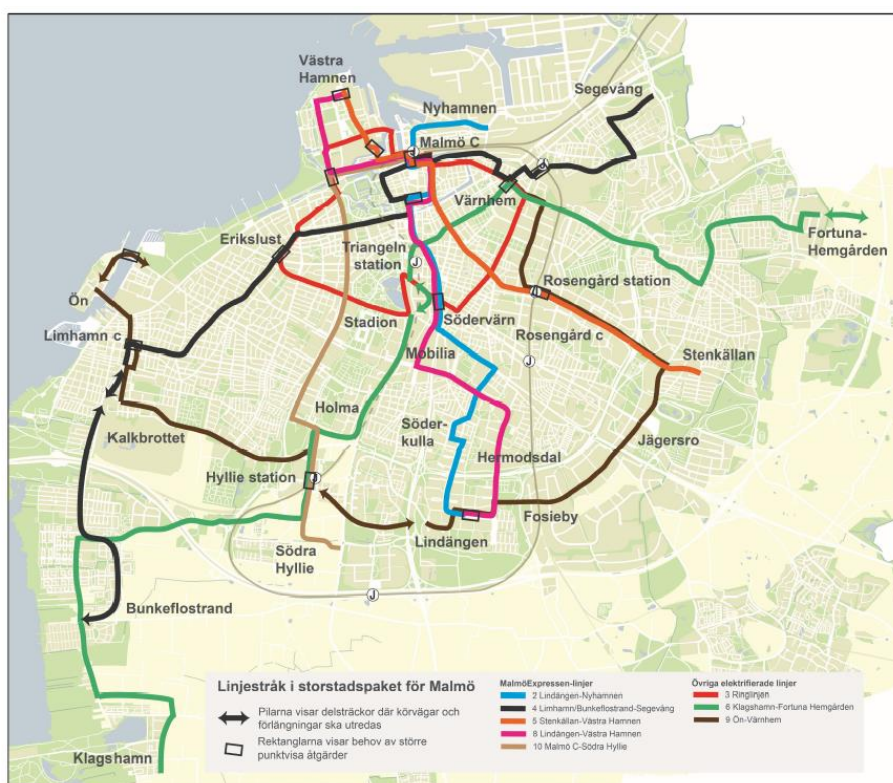 Västra
Hamnen
Segevång
Nyhamnen
Malmö C
Värnhem
Erikslust
Triangeln
station
Fortuna-
Hemgården
Ön
Rosengård station
Limhamn c
Stadion
Södervärn
Rosengård c
Mobilia
Stenkällan
Holma
Kalkbrottet
Söder-
kulla
Jägersro
Hermodsdal
Hyllie station
Fosieby
Lindängen
Södra
Hyllie
Bunkeflostrand
Klagshamn
J
J
J
J
J
J
Linjestråk i storstadspaket för Malmö
Pilarna visar delsträckor där körvägar och
förlängningar ska utredas
Rektanglarna visar behov av större
punktvisa åtgärder
MalmöExpressen-linjer
2 Lindängen-Nyhamnen
4 Limhamn/Bunkeflostrand-Segevång
5 Stenkällan-Västra Hamnen
8 Lindängen-Västra Hamnen
10 Malmö C-Södra Hyllie
Övriga elektrifierade linjer
3 Ringlinjen
6 Klagshamn-Fortuna Hemgården
9 Ön-Värnhem